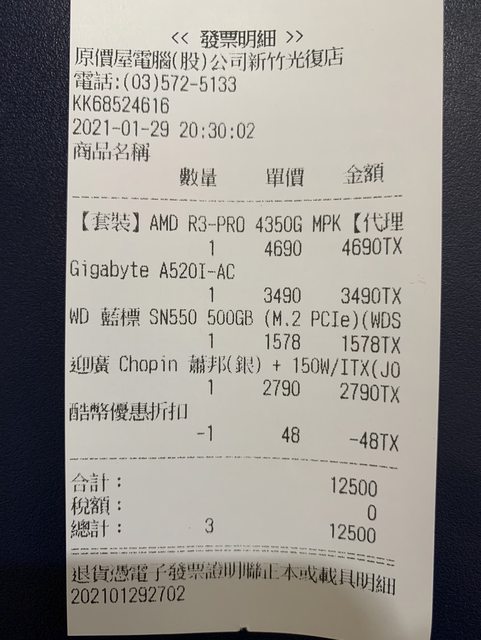 << 發票明細 >>
原價屋電腦(股)公司新竹光復店
電話:(03)572-5133
KK68524616
2021-01-29 20:30:02
商品名稱
數量 單價 金額
【套裝】AMD R3-PRO 4350G MPK【代理
1 4690 4690TX
Gigabyte A520I-AC
1 3490 3490TX
WD 藍標 SN550 500GB (M.2 PCIe)(WDS
1 1578 1578TX
迎廣 Chopin 蕭邦(銀) + 150W/ITX(JO
1 2790 2790TX
酷幣優惠折扣
-1 48 -48TX
合計： 12500
稅額： 0
總計： 3 12500
退貨憑電子發票證明聯正本或載具明細
202101292702